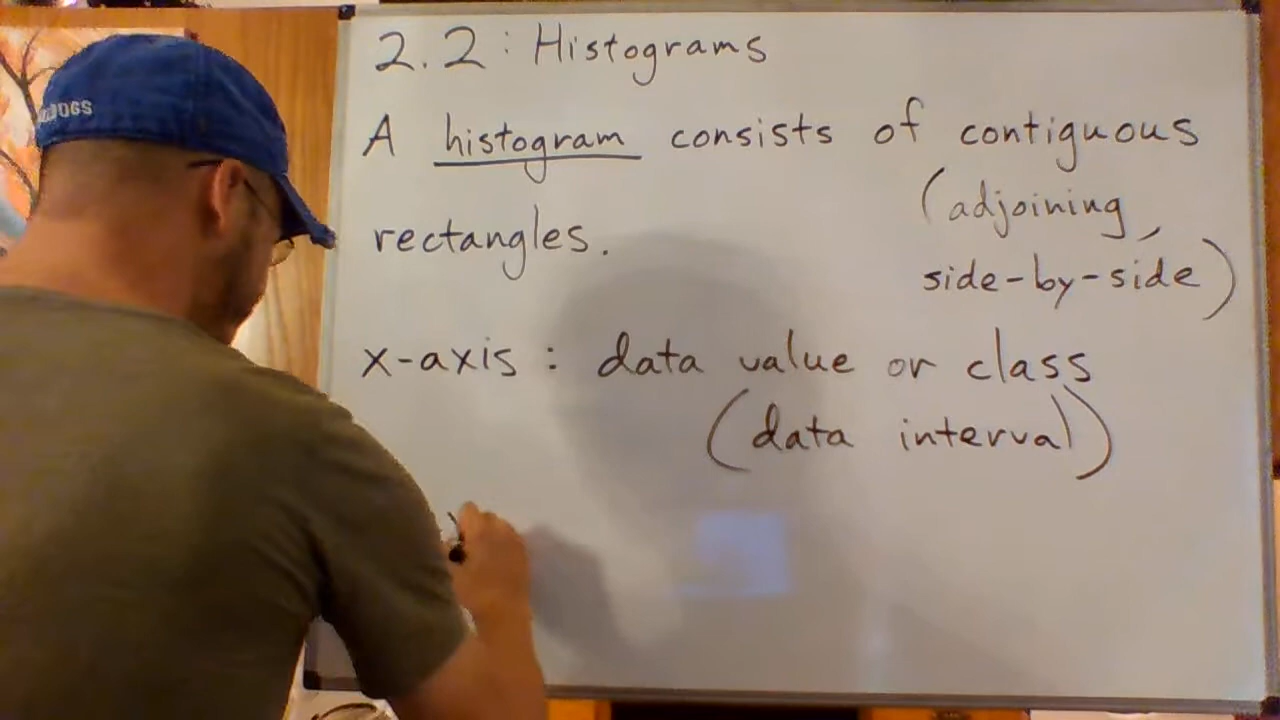 2.2: Histograms
A histogram consists of contiguous
(adjoining,
rectangles.
side-by-side)
x-axis: data value or class
(data interval)